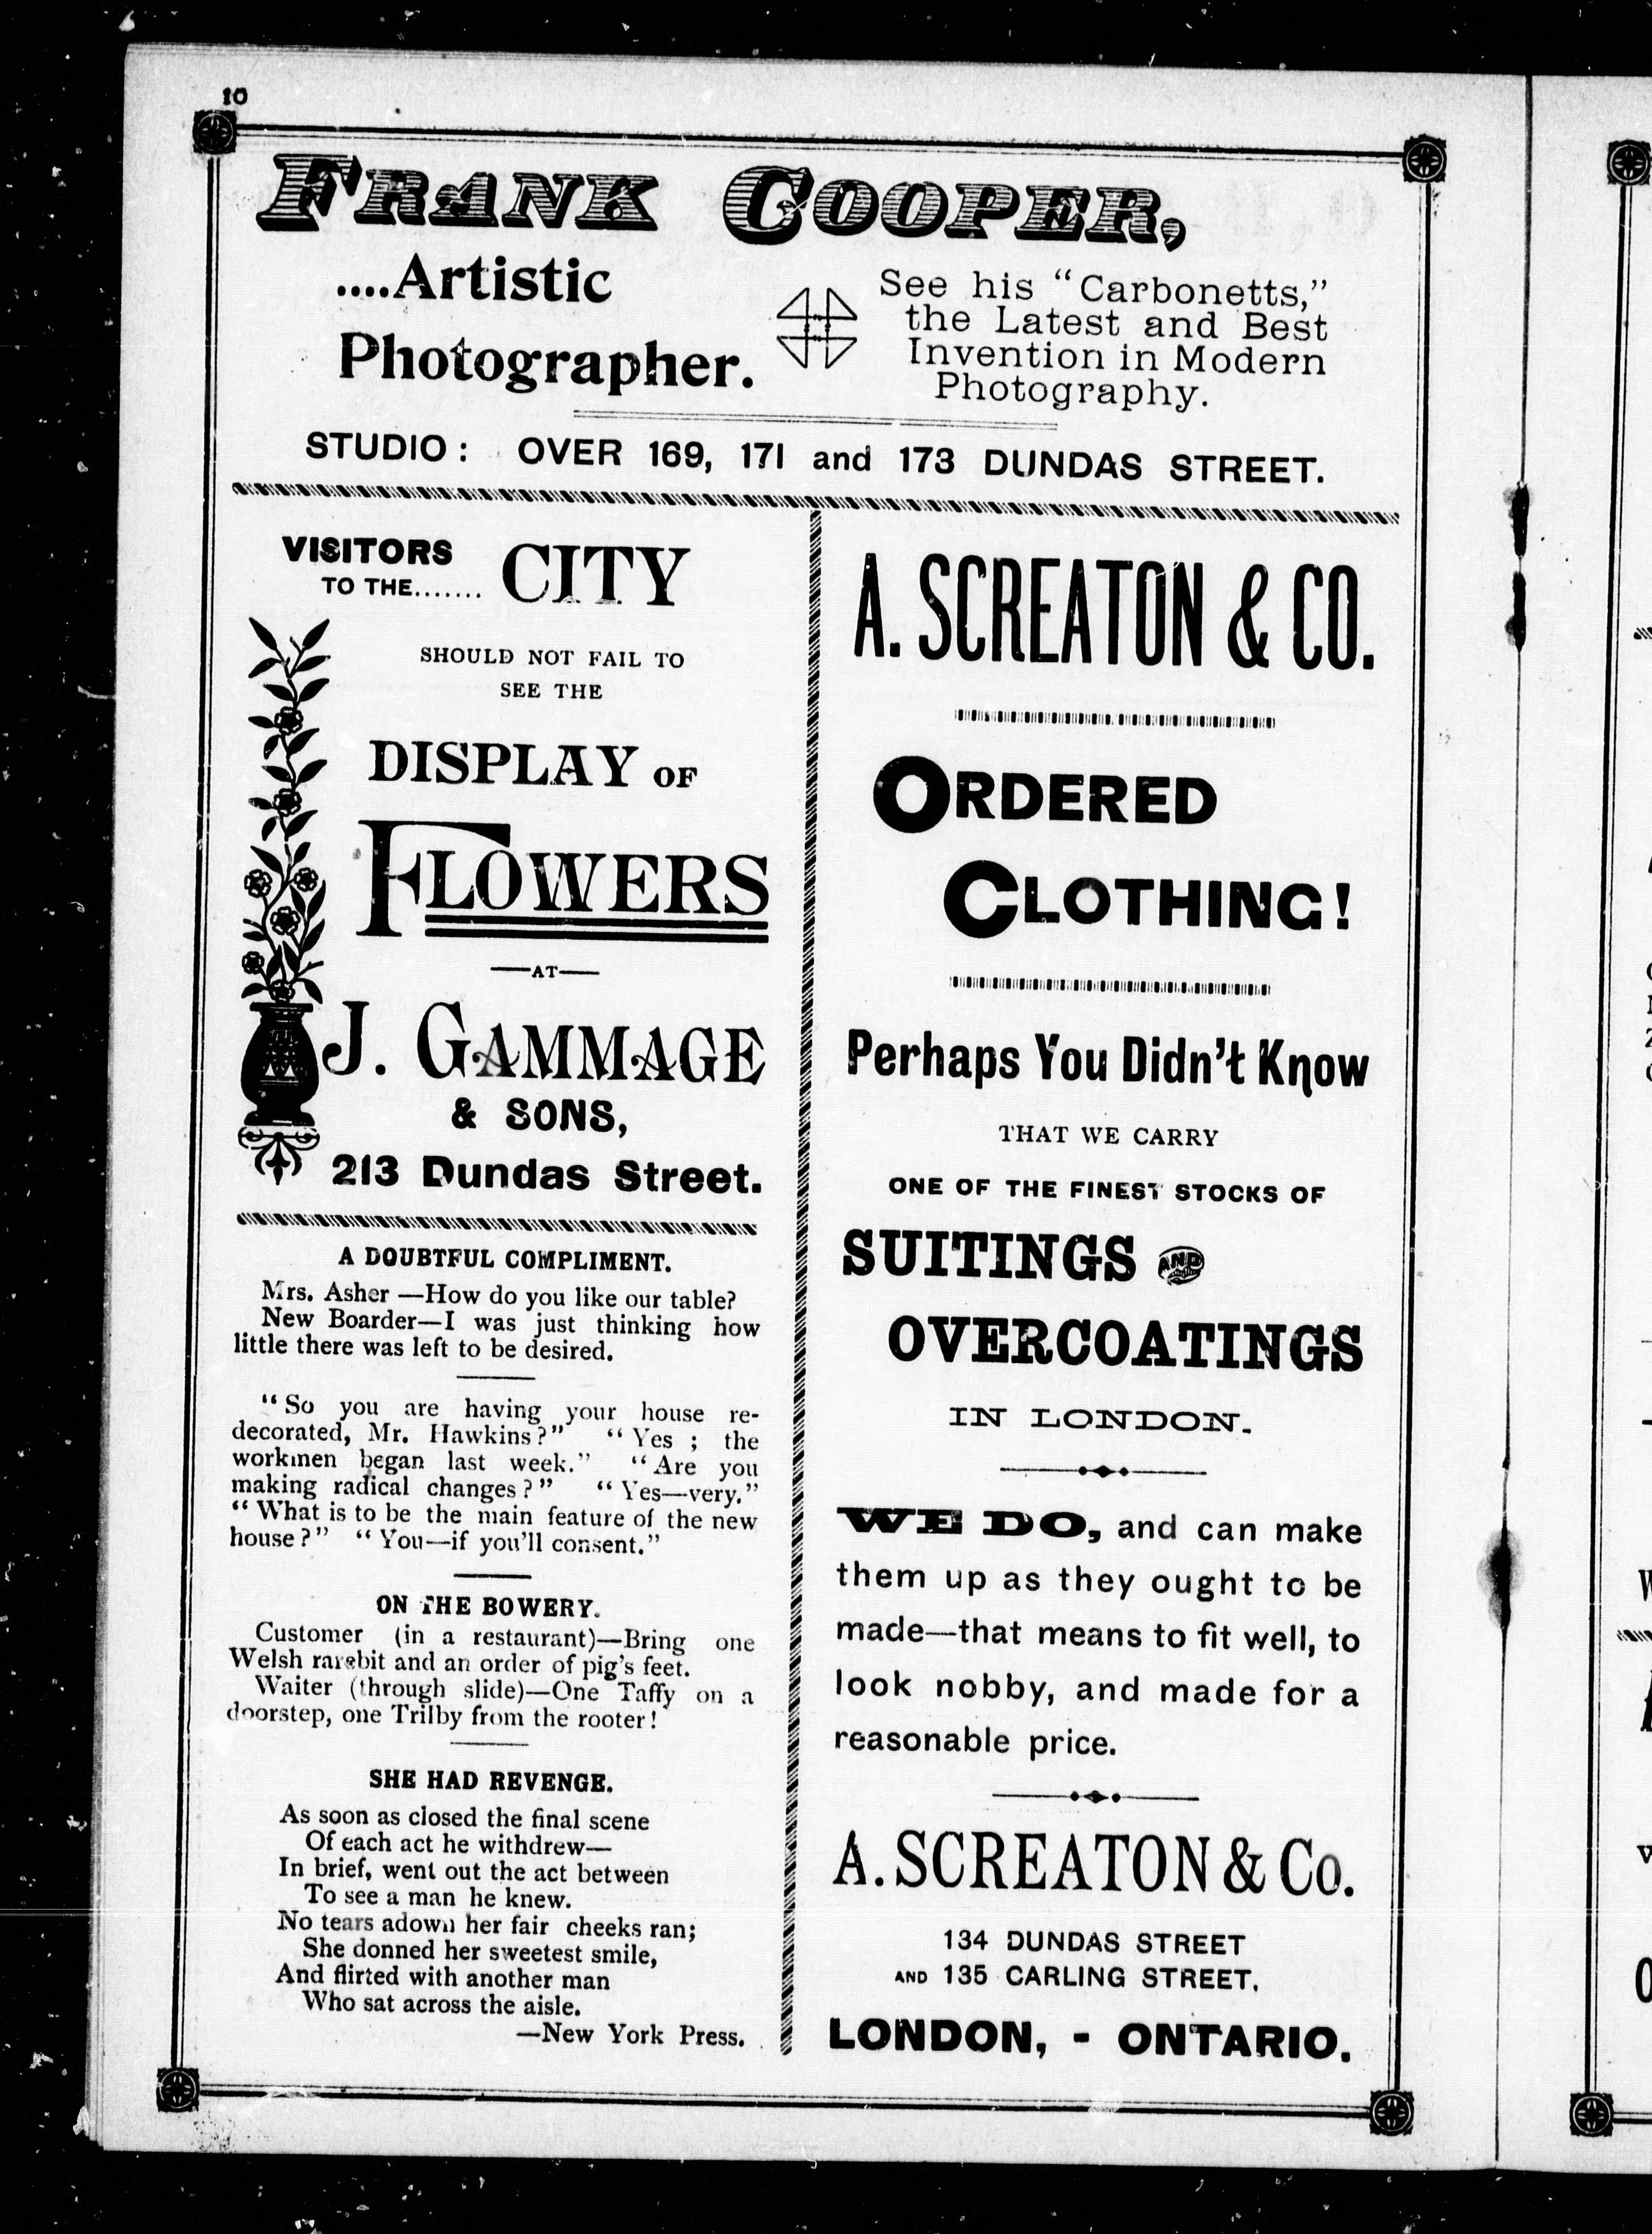 10
FRANK COOPER,
....Artistic
Photographer.
See his "Carbonetts,"
the Latest and Best
Invention in Modern
Photography.
STUDIO: OVER 169, 171 and 173 DUNDAS STREET.
VISITORS
TO THE....... CITY
SHOULD NOT FAIL TO
SEE THE
DISPLAY OF
FLOWERS
—AT—
J. GAMMAGE
& SONS,
213 Dundas Street.
A DOUBTFUL COMPLIMENT.
Mrs. Asher —How do you like our table?
New Boarder—I was just thinking how
little there was left to be desired.
"So you are having your house re-
decorated, Mr. Hawkins?" "Yes ; the
workmen began last week." "Are you
making radical changes?" "Yes—very."
"What is to be the main feature of the new
house?" "You—if you'll consent."
ON THE BOWERY.
Customer (in a restaurant)—Bring one
Welsh rarebit and an order of pig's feet.
Waiter (through slide)—One Taffy on a
doorstep, one Trilby from the rooter!
SHE HAD REVENGE.
As soon as closed the final scene
Of each act he withdrew—
In brief, went out the act between
To see a man he knew.
No tears adown her fair cheeks ran;
She donned her sweetest smile,
And flirted with another man
Who sat across the aisle.
—New York Press.
A. SCREATON & CO.
ORDERED
CLOTHING!
Perhaps You Didn't Know
THAT WE CARRY
ONE OF THE FINEST STOCKS OF
SUITINGS AND
OVERCOATINGS
IN LONDON.
WE DO, and can make
them up as they ought to be
made—that means to fit well, to
look nobby, and made for a
reasonable price.
A. SCREATON & Co.
134 DUNDAS STREET
AND 135 CARLING STREET,
LONDON, - ONTARIO.